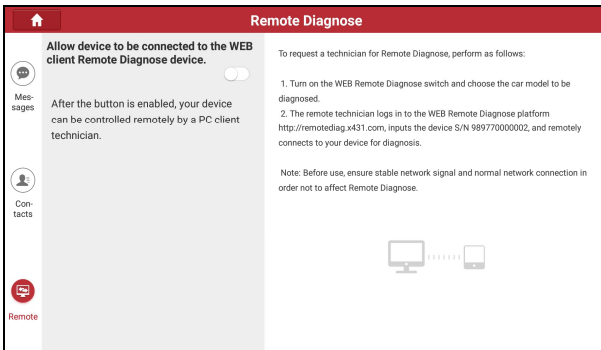 Remote Diagnose
Mes-
sages
Con-
tacts
Remote
Allow device to be connected to the WEB
client Remote Diagnose device.
After the button is enabled, your device
can be controlled remotely by a PC client
technician.
To request a technician for Remote Diagnose, perform as follows:
1. Turn on the WEB Remote Diagnose switch and choose the car model to be
diagnosed.
2. The remote technician logs in to the WEB Remote Diagnose platform
http://remotediag.x431.com, inputs the device S/N 989770000002, and remotely
connects to your device for diagnosis.
Note: Before use, ensure stable network signal and normal network connection in
order not to affect Remote Diagnose.